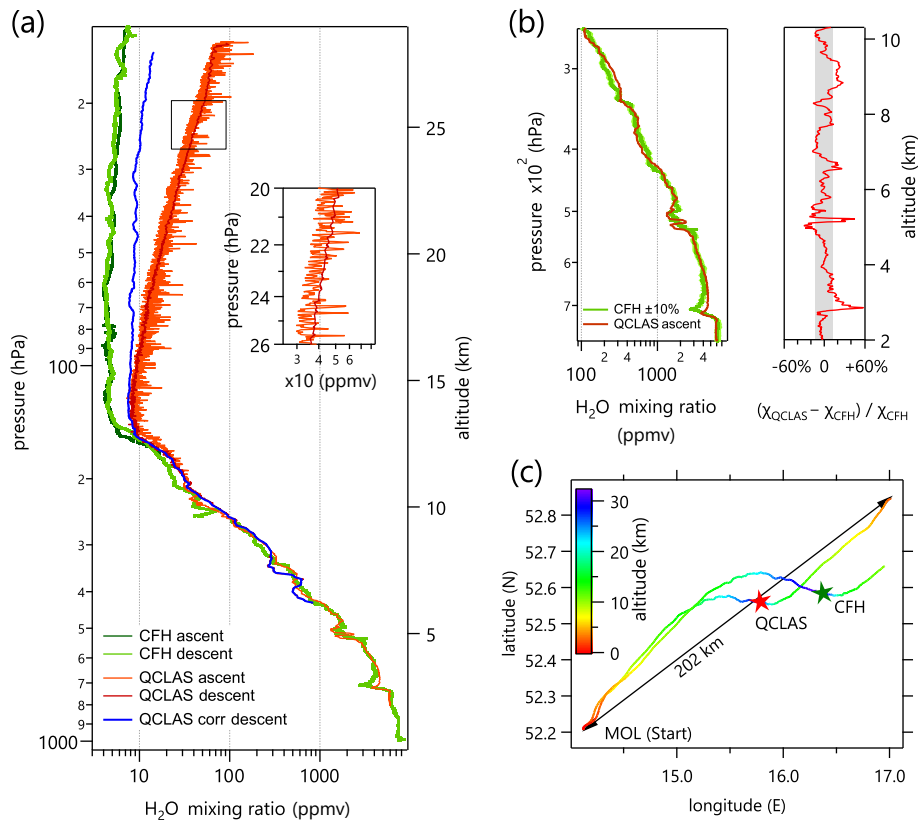 (a)
pressure (hPa)
2
3
4
5
6
7
8
9
100
2
3
4
5
6
7
8
9
1000
10
100
1000
H2O mixing ratio (ppmv)
25
20
15
10
5
altitude (km)
CFH ascent
CFH descent
QCLAS ascent
QCLAS descent
QCLAS corr descent
pressure (hPa)
20
22
24
26
3 4 5 6
x10 (ppmv)
(b)
pressure x10² (hPa)
3
4
5
6
7
CFH ±10%
QCLAS ascent
100
2
4
1000
2
4
H2O mixing ratio
(ppmv)
10
8
6
4
2
altitude (km)
-60% 0 +60%
(χQCLAS – χCFH) / χCFH
(c)
latitude (N)
52.8
52.7
52.6
52.5
52.4
52.3
52.2
30
20
10
0
altitude (km)
QCLAS
CFH
202 km
MOL (Start)
15.0
15.5
16.0
16.5
17.0
longitude (E)